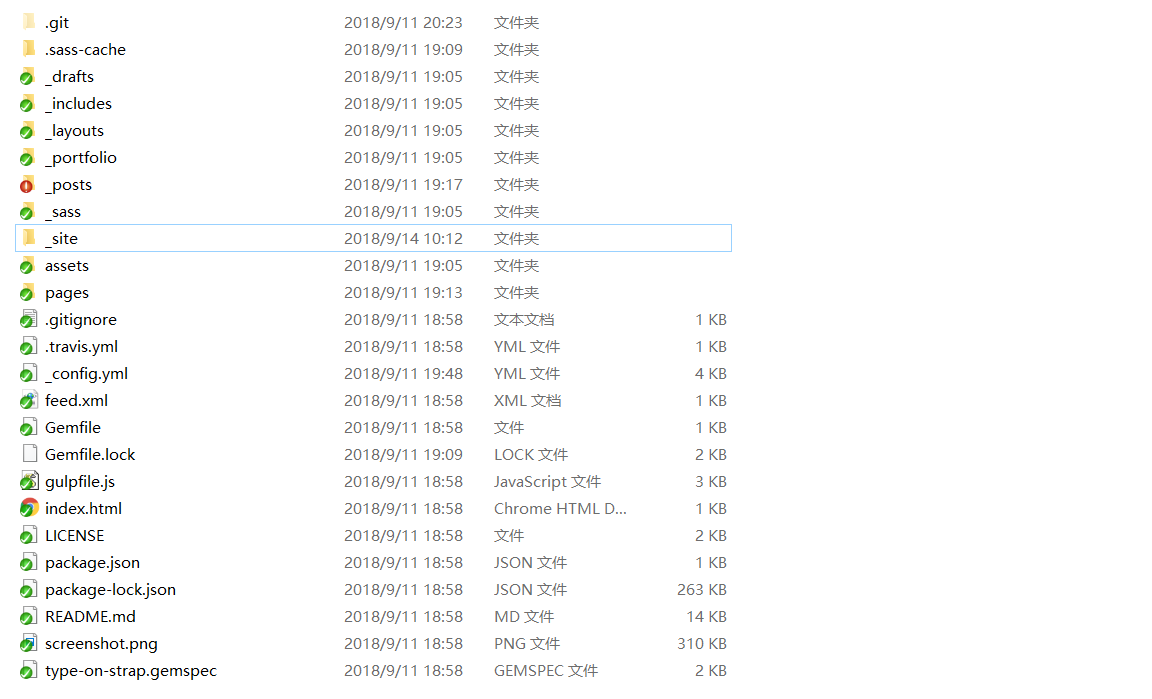 .git 2018/9/11 20:23 文件夹
.sass-cache 2018/9/11 19:09 文件夹
_drafts 2018/9/11 19:05 文件夹
_includes 2018/9/11 19:05 文件夹
_layouts 2018/9/11 19:05 文件夹
_portfolio 2018/9/11 19:05 文件夹
_posts 2018/9/11 19:17 文件夹
_sass 2018/9/11 19:05 文件夹
_site 2018/9/14 10:12 文件夹
assets 2018/9/11 19:05 文件夹
pages 2018/9/11 19:13 文件夹
.gitignore 2018/9/11 18:58 文本文档 1 KB
.travis.yml 2018/9/11 18:58 YML 文件 1 KB
_config.yml 2018/9/11 19:48 YML 文件 4 KB
feed.xml 2018/9/11 18:58 XML 文档 1 KB
Gemfile 2018/9/11 18:58 文件 1 KB
Gemfile.lock 2018/9/11 19:09 LOCK 文件 2 KB
gulpfile.js 2018/9/11 18:58 JavaScript 文件 3 KB
index.html 2018/9/11 18:58 Chrome HTML D... 1 KB
LICENSE 2018/9/11 18:58 文件 2 KB
package.json 2018/9/11 18:58 JSON 文件 1 KB
package-lock.json 2018/9/11 18:58 JSON 文件 263 KB
README.md 2018/9/11 18:58 MD 文件 14 KB
screenshot.png 2018/9/11 18:58 PNG 文件 310 KB
type-on-strap.gemspec 2018/9/11 18:58 GEMSPEC 文件 2 KB